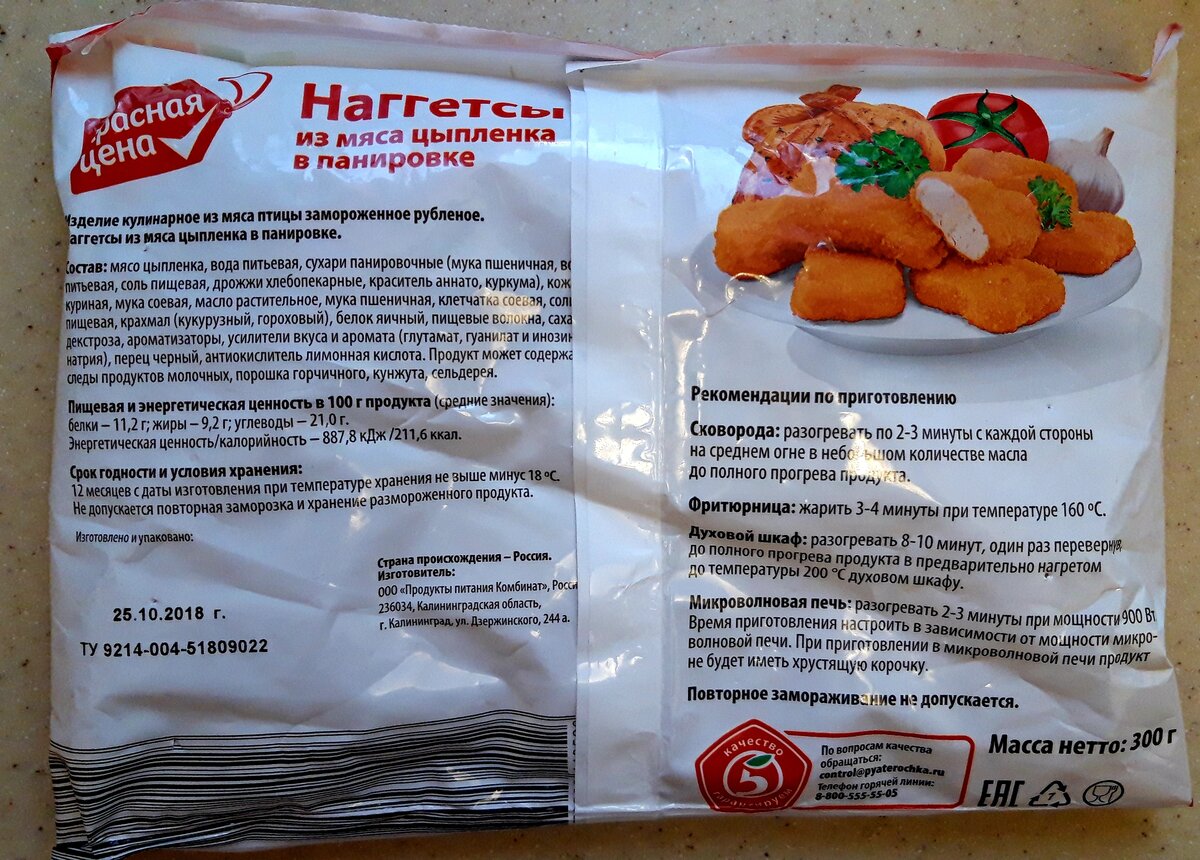 расная
цена
Наггетсы
из мяса цыпленка
в панировке
зделие кулинарное из мяса птицы замороженное рубленое.
аггетсы из мяса цыпленка в панировке.
Состав: мясо цыпленка, вода питьевая, сухари панировочные (мука пшеничная, во
питьевая, соль пищевая, дрожжи хлебопекарные, краситель аннато, куркума), кож
куриная, мука соевая, масло растительное, мука пшеничная, клетчатка соевая, сол
пищевая, крахмал (кукурузный, гороховый), белок яичный, пищевые волокна, саха
декстроза, ароматизаторы, усилители вкуса и аромата (глутамат, гуанилат и инозин
натрия), перец черный, антиокислитель лимонная кислота. Продукт может содержа
следы продуктов молочных, порошка горчичного, кунжута, сельдерея.
Пищевая и энергетическая ценность в 100 г продукта (средние значения):
белки – 11,2 г; жиры – 9,2 г; углеводы – 21,0 г.
Энергетическая ценность/калорийность – 887,8 кДж /211,6 ккал.
Срок годности и условия хранения:
12 месяцев с даты изготовления при температуре хранения не выше минус 18 °С.
Не допускается повторная заморозка и хранение размороженного продукта.
Изготовлено и упаковано:
25.10.2018 г.
ТУ 9214-004-51809022
Страна происхождения – Россия.
Изготовитель:
ООО «Продукты питания Комбинат», Росси
236034, Калининградская область,
г. Калининград, ул. Дзержинского, 244 а.
Рекомендации по приготовлению
Сковорода: разогревать по 2-3 минуты с каждой стороны
на среднем огне в небольшом количестве масла
до полного прогрева продукта.
Фритюрница: жарить 3-4 минуты при температуре 160 °С.
Духовой шкаф: разогревать 8-10 минут, один раз перевернув,
до полного прогрева продукта в предварительно нагретом
до температуры 200 °С духовом шкафу.
Микроволновая печь: разогревать 2-3 минуты при мощности 900 Вт
Время приготовления настроить в зависимости от мощности микро-
волновой печи. При приготовлении в микроволновой печи продукт
не будет иметь хрустящую корочку.
Повторное замораживание не допускается.
качество
5
гарантируем
По вопросам качества
обращаться:
control@pyaterochka.ru
Телефон горячей линии:
8-800-555-55-05
Масса нетто: 300 г
ЕАС
7